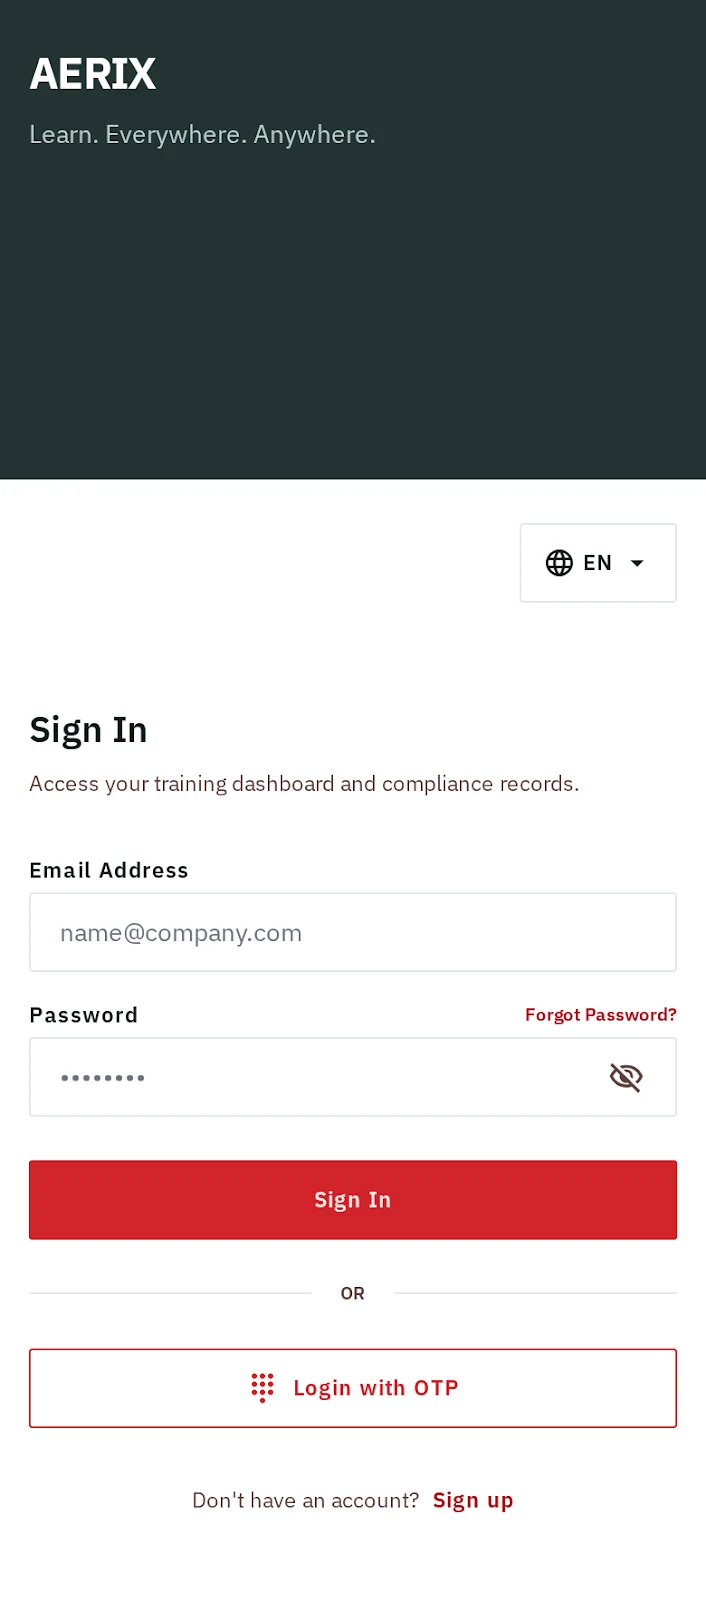 AERIX
Learn. Everywhere. Anywhere.
EN
Sign In
Access your training dashboard and compliance records.
Email Address
name@company.com
Password
Forgot Password?
••••••••
Sign In
OR
Login with OTP
Don't have an account? Sign up